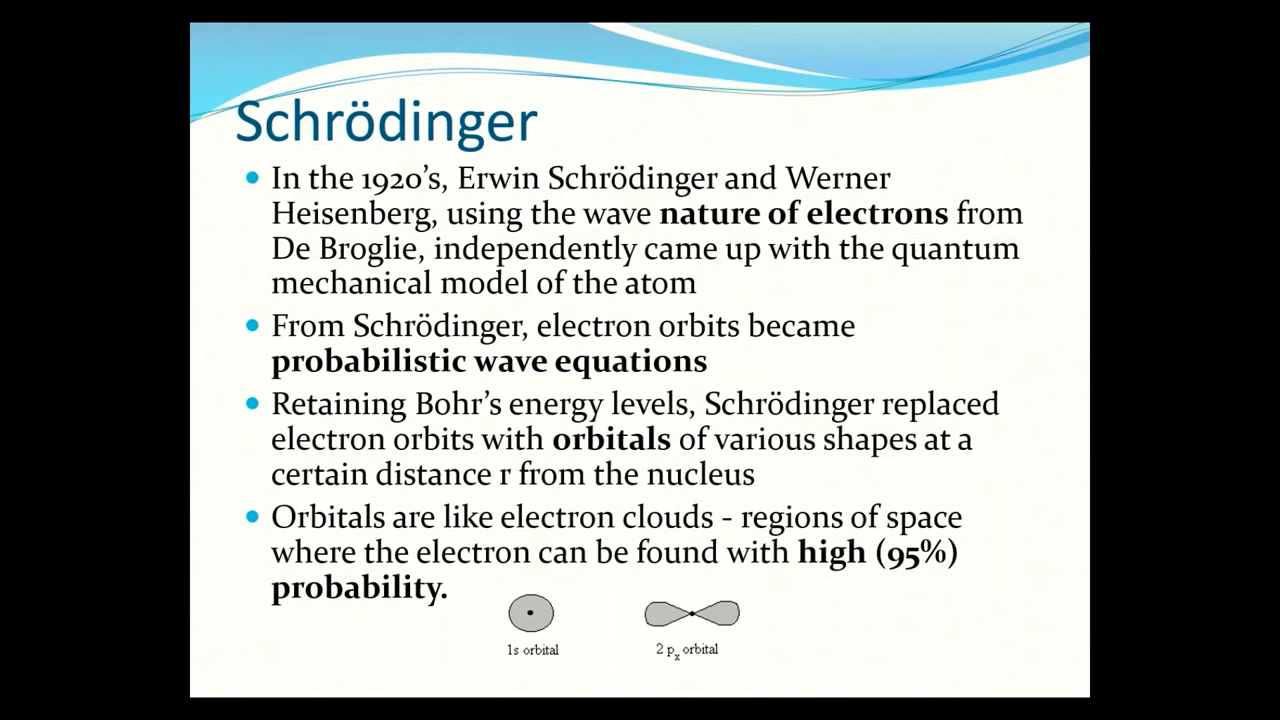 Schrödinger
• In the 1920’s, Erwin Schrödinger and Werner
Heisenberg, using the wave nature of electrons from
De Broglie, independently came up with the quantum
mechanical model of the atom
• From Schrödinger, electron orbits became
probabilistic wave equations
• Retaining Bohr’s energy levels, Schrödinger replaced
electron orbits with orbitals of various shapes at a
certain distance r from the nucleus
• Orbitals are like electron clouds - regions of space
where the electron can be found with high (95%)
probability.
1s orbital
2 px orbital